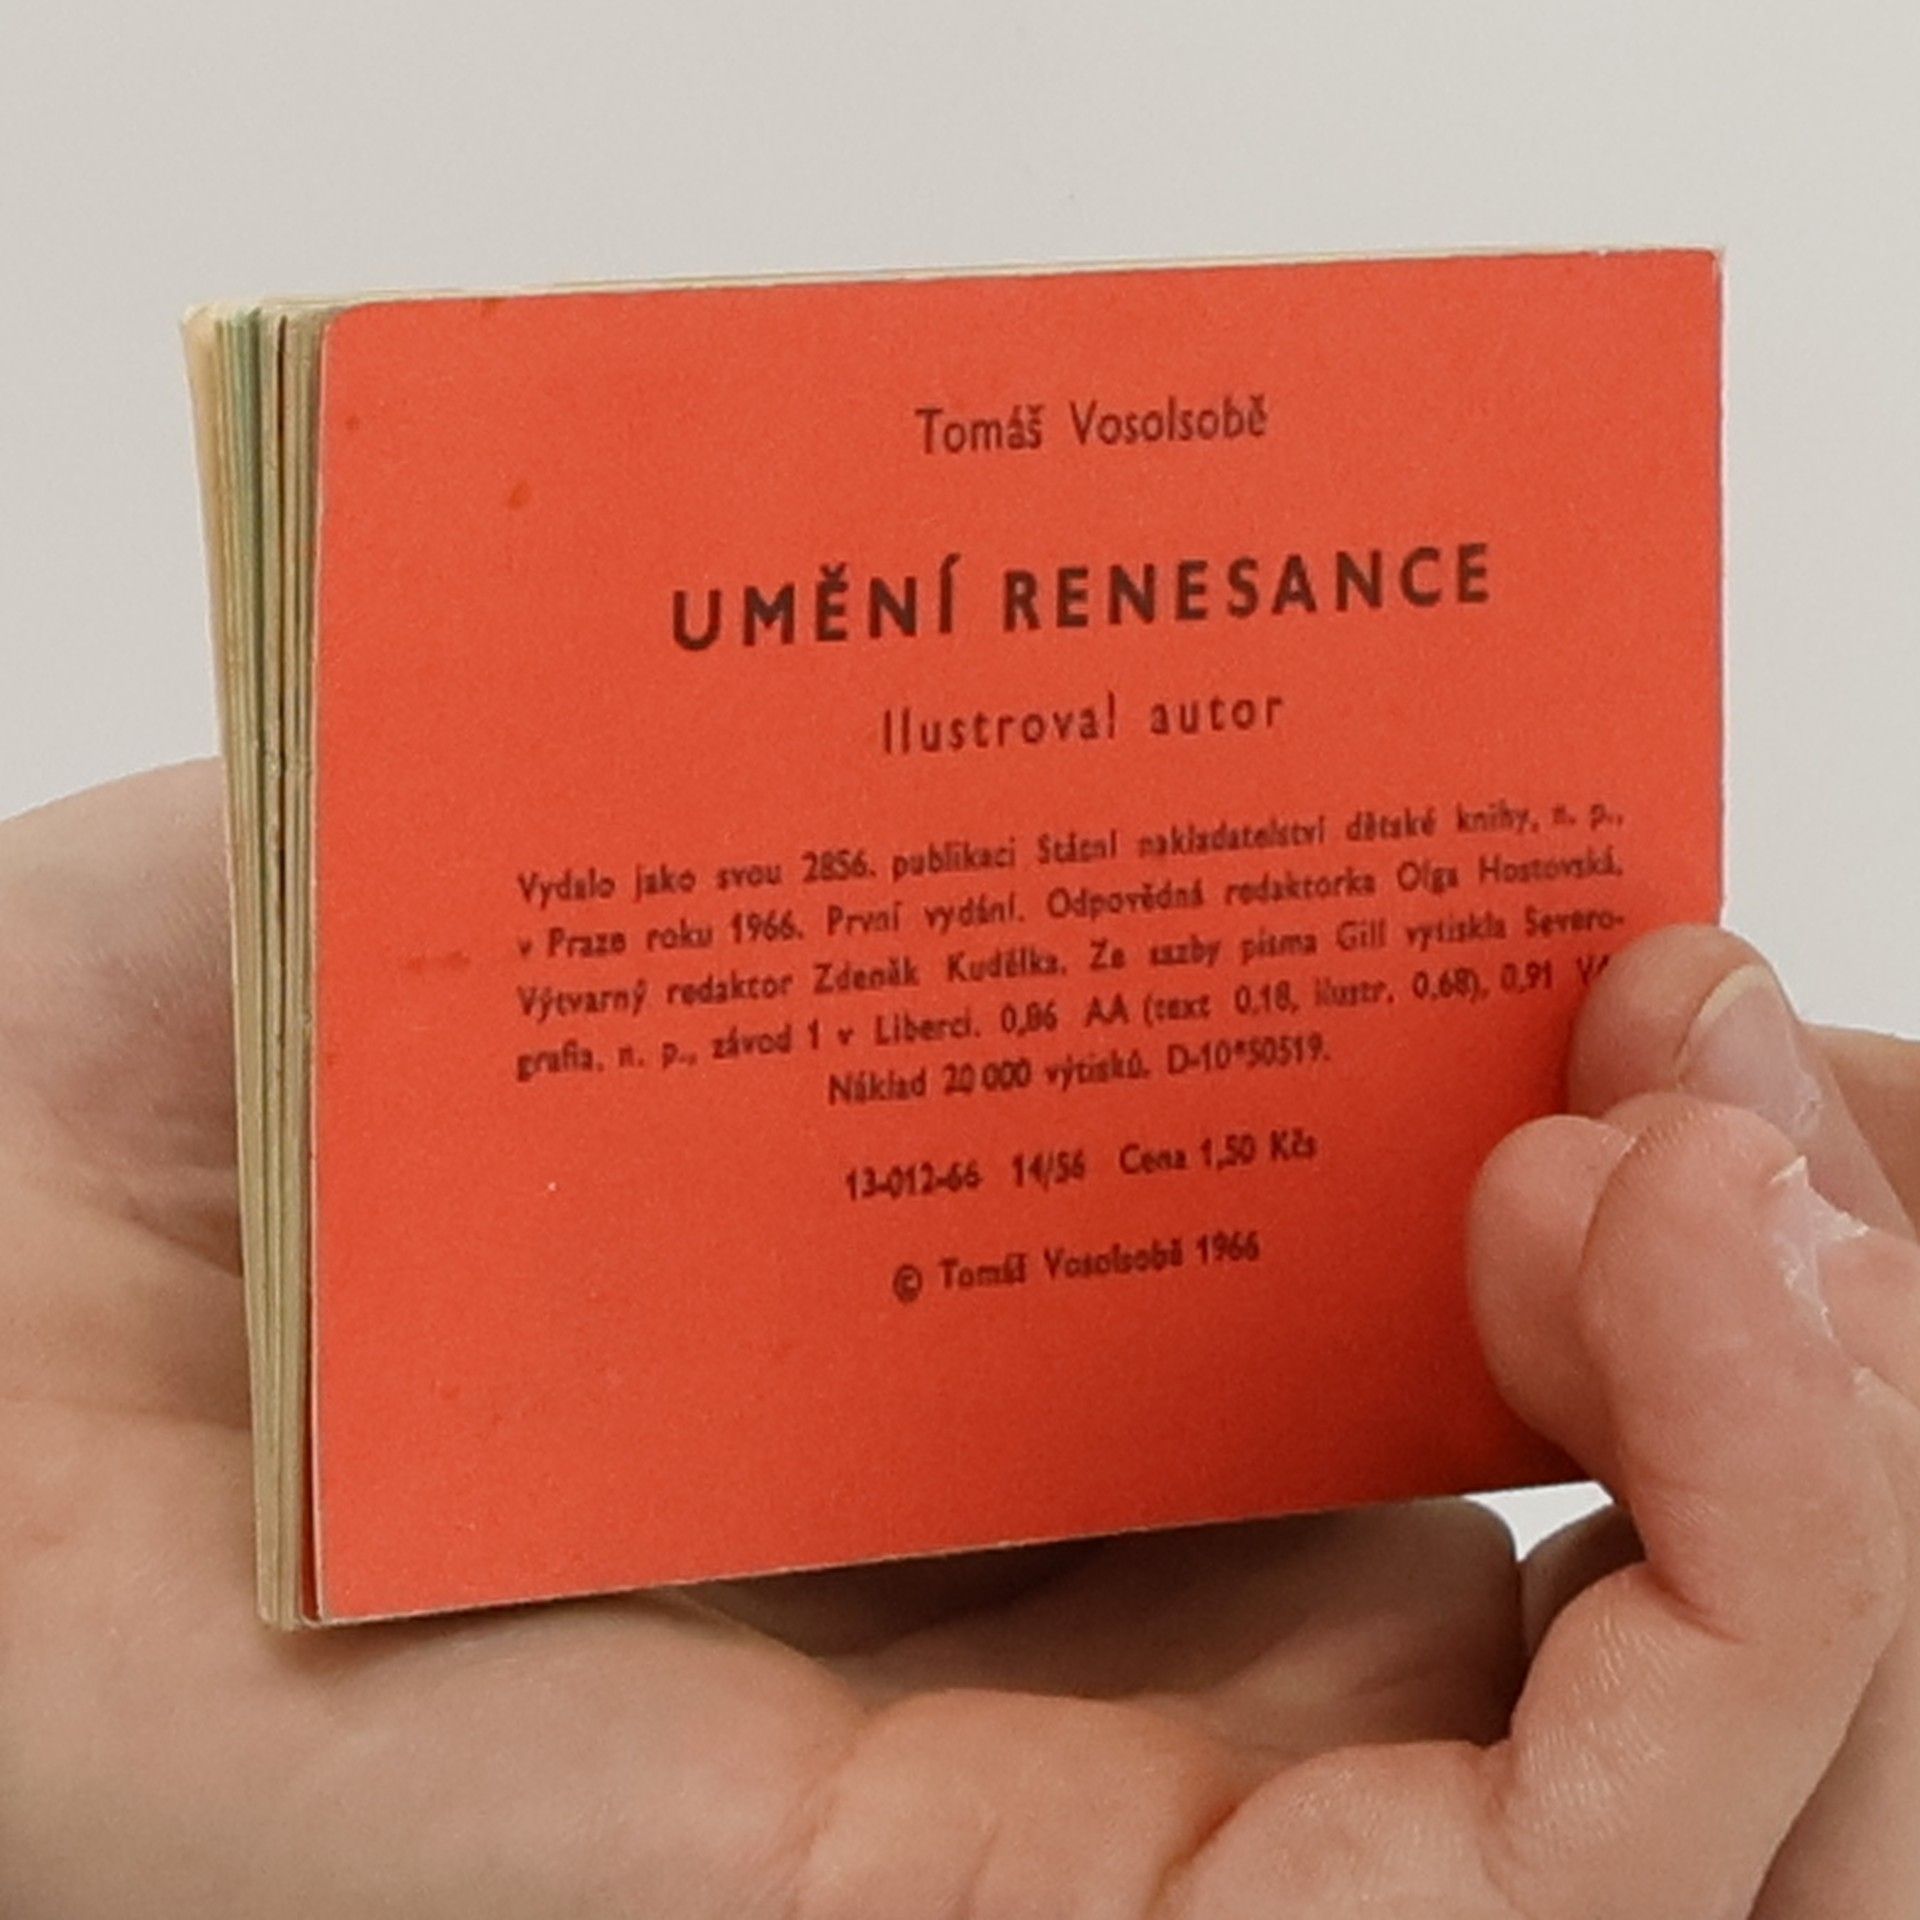 Tomáš Vosolsobě
UMĚNÍ RENESANCE
Ilustroval autor
Vydalo jako svou 2856. publikaci Státní nakladatelství dětské knihy, n. p.,
v Praze roku 1966. První vydání. Odpovědná redaktorka Olga Hostovská.
Výtvarný redaktor Zdeněk Kudělka. Ze sazby písma Gill vytiskla Severo-
grafia, n. p., závod 1 v Liberci. 0,86 AA (text 0,18, ilustr. 0,68), 0,91
Náklad 20 000 výtisků. D-10*50519.
13-012-66 14/56 Cena 1,50 Kčs
© Tomáš Vosolsobě 1966